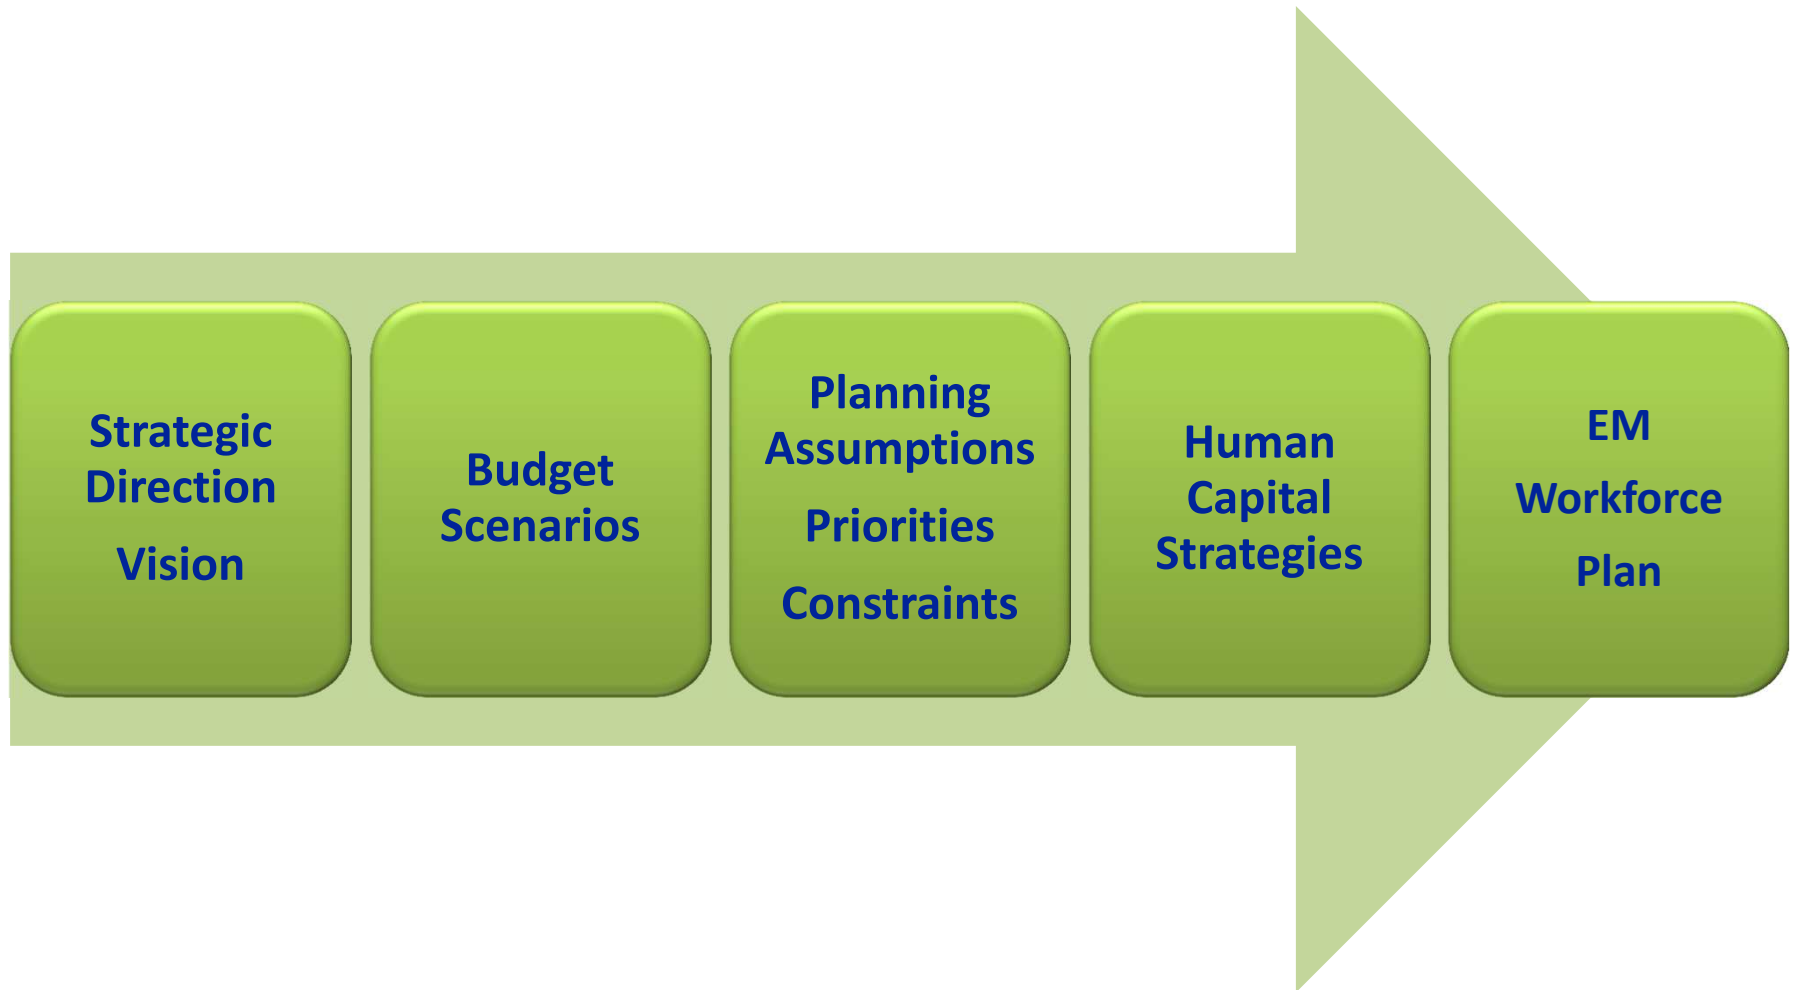 Strategic
Direction
Vision
Budget
Scenarios
Planning
Assumptions
Priorities
Constraints
Human
Capital
Strategies
EM
Workforce
Plan